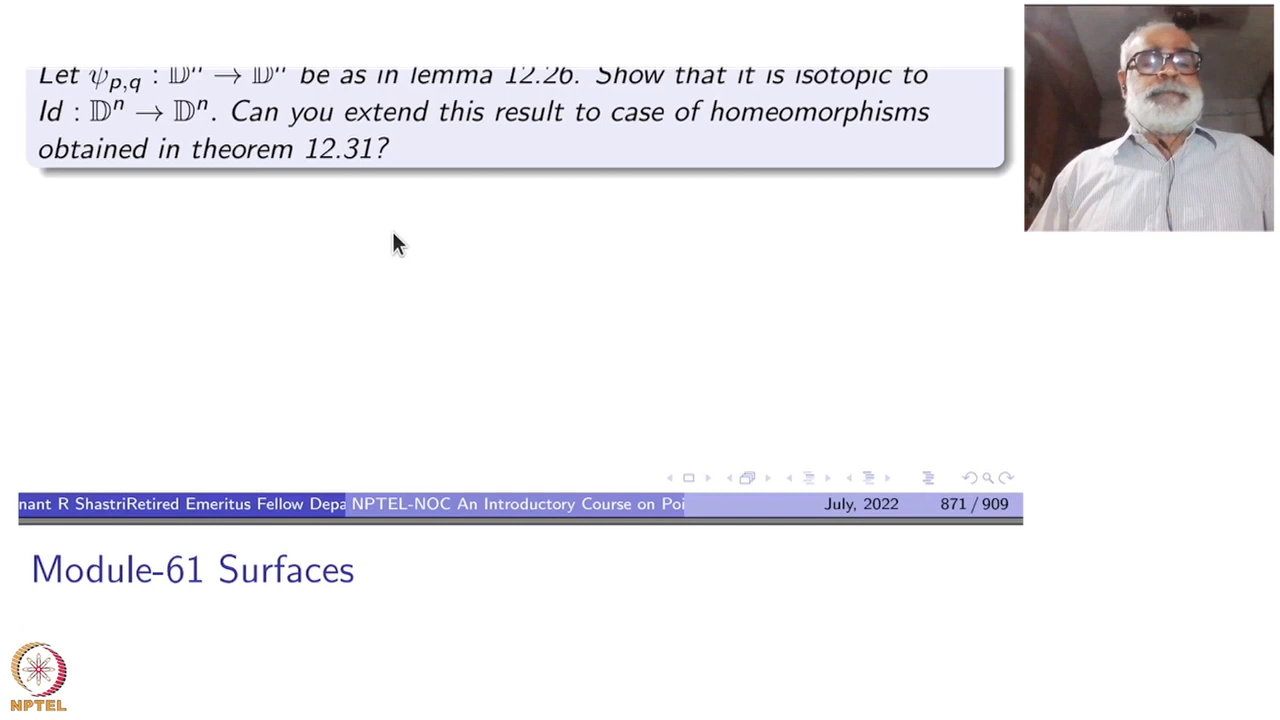 Let ψp,q : 𝔻ⁿ → 𝔻ⁿ be as in lemma 12.26. Show that it is isotopic to
Id : 𝔻ⁿ → 𝔻ⁿ. Can you extend this result to case of homeomorphisms
obtained in theorem 12.31?
nant R ShastriRetired Emeritus Fellow Depa NPTEL-NOC An Introductory Course on Poi July, 2022 871 / 909
Module-61 Surfaces
NPTEL